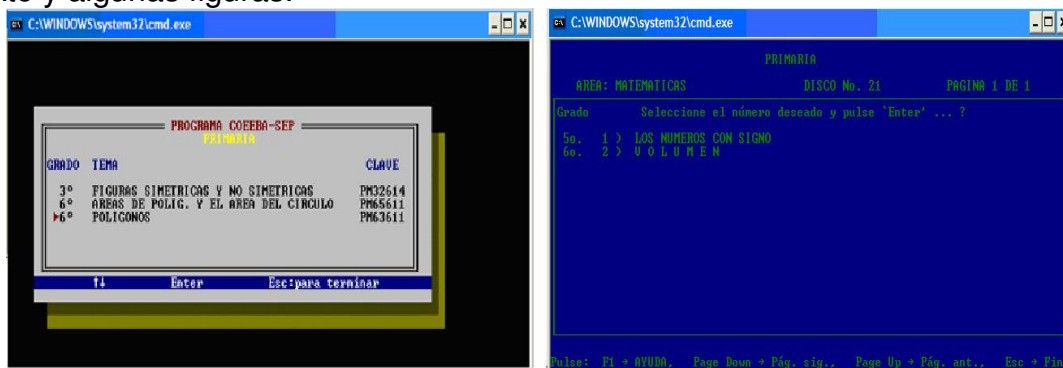 y algunas figuras.
C:\WINDOWS\system32\cmd.exe
PROGRAMA COEEBA-SEP
PRIMARIA
GRADO TEMA CLAVE
3° FIGURAS SIMETRICAS Y NO SIMETRICAS PM32614
6° AREAS DE POLIG. Y EL AREA DEL CIRCULO PM65611
6° POLIGONOS PM63611
↑↓ Enter Esc:para terminar
C:\WINDOWS\system32\cmd.exe
PRIMARIA
AREA: MATEMATICAS DISCO No. 21 PAGINA 1 DE 1
Grado Seleccione el número deseado y pulse `Enter' ... ?
5o. 1 ) LOS NUMEROS CON SIGNO
6o. 2 ) V O L U M E N
Pulse: F1 → AYUDA, Page Down → Pág. sig., Page Up → Pág. ant., Esc → Fin